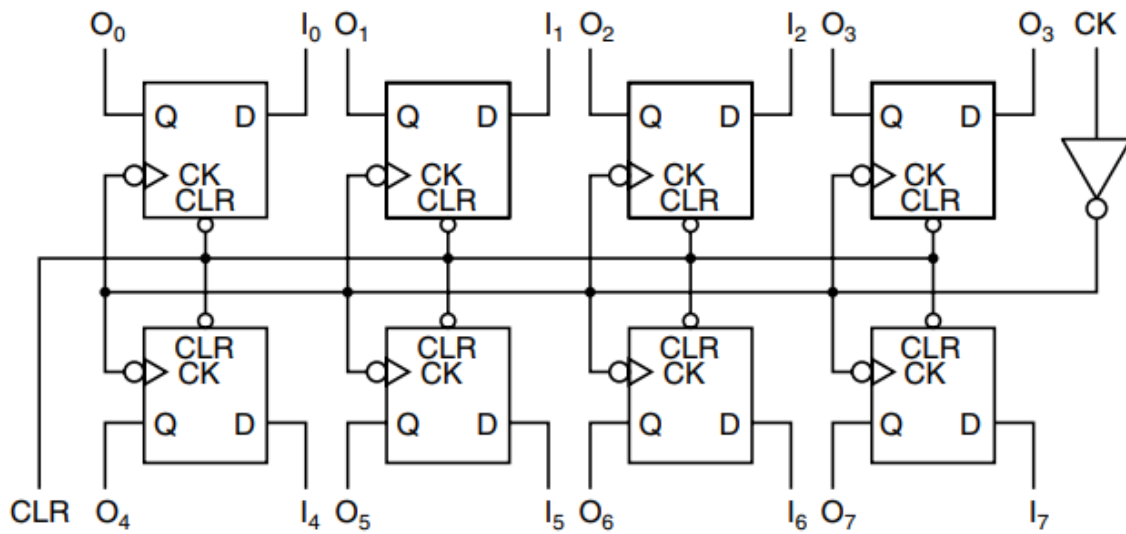 O₀ I₀ O₁ I₁ O₂ I₂ O₃ O₃ CK
Q D Q D Q D Q D
CK CK CK CK
CLR CLR CLR CLR
CLR CLR CLR CLR
CK CK CK CK
Q D Q D Q D Q D
CLR O₄ I₄ O₅ I₅ O₆ I₆ O₇ I₇